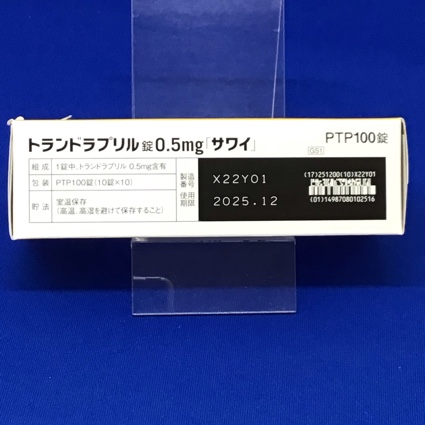 トランドラプリル錠0.5mg「サワイ」
PTP100錠
GS1
組成 1錠中、トランドラプリル 0.5mg含有
包装 PTP100錠(10錠×10)
貯法 室温保存
(高温、高湿を避けて保存すること)
製造番号 X22Y01
使用期限 2025.12
(17)251200(10)X22Y01
(01)14987080102516